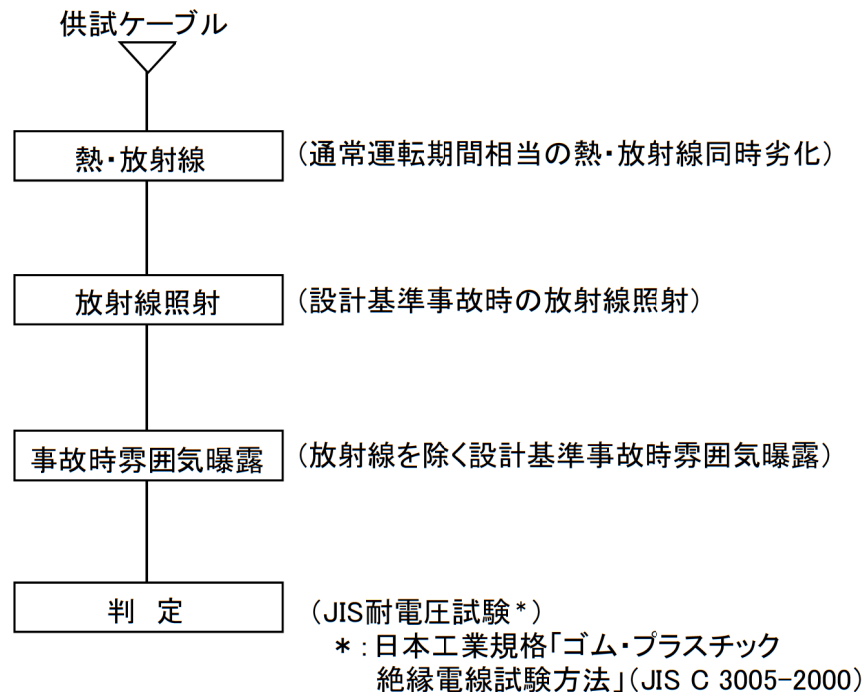 供試ケーブル
熱・放射線 (通常運転期間相当の熱・放射線同時劣化)
放射線照射 (設計基準事故時の放射線照射)
事故時雰囲気曝露 (放射線を除く設計基準事故時雰囲気曝露)
判 定 (JIS耐電圧試験*)
*:日本工業規格「ゴム・プラスチック
絶縁電線試験方法」(JIS C 3005-2000)